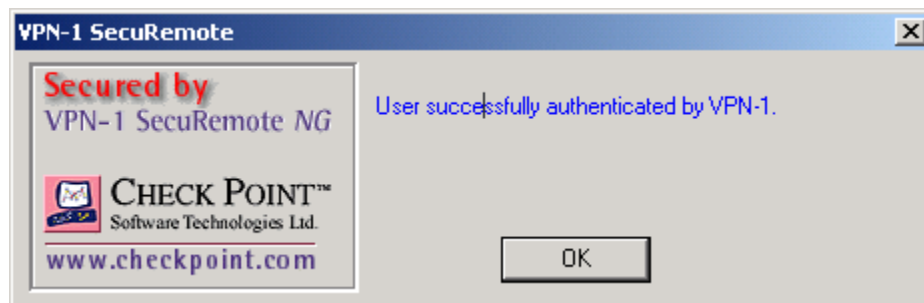 VPN-1 SecuRemote
Secured by
VPN-1 SecuRemote NG
CHECK POINT™
Software Technologies Ltd.
www.checkpoint.com
User successfully authenticated by VPN-1.
OK